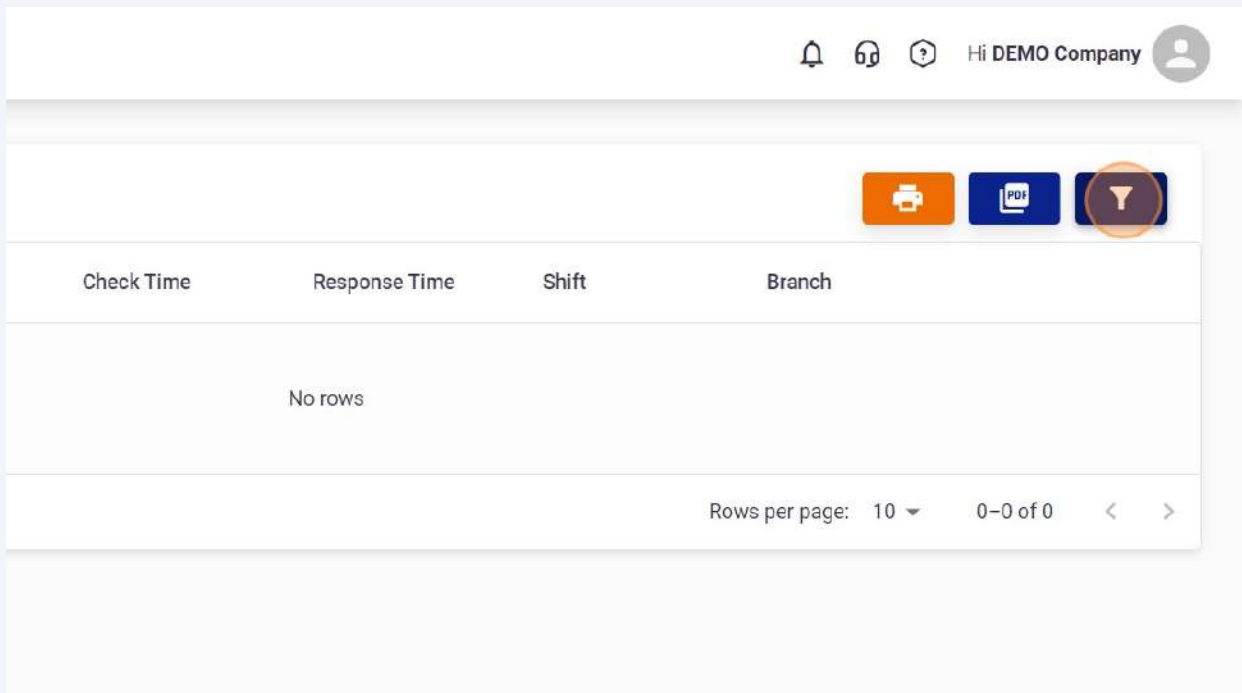 Hi DEMO Company
PDF
Check Time Response Time Shift Branch
No rows
Rows per page: 10 0–0 of 0